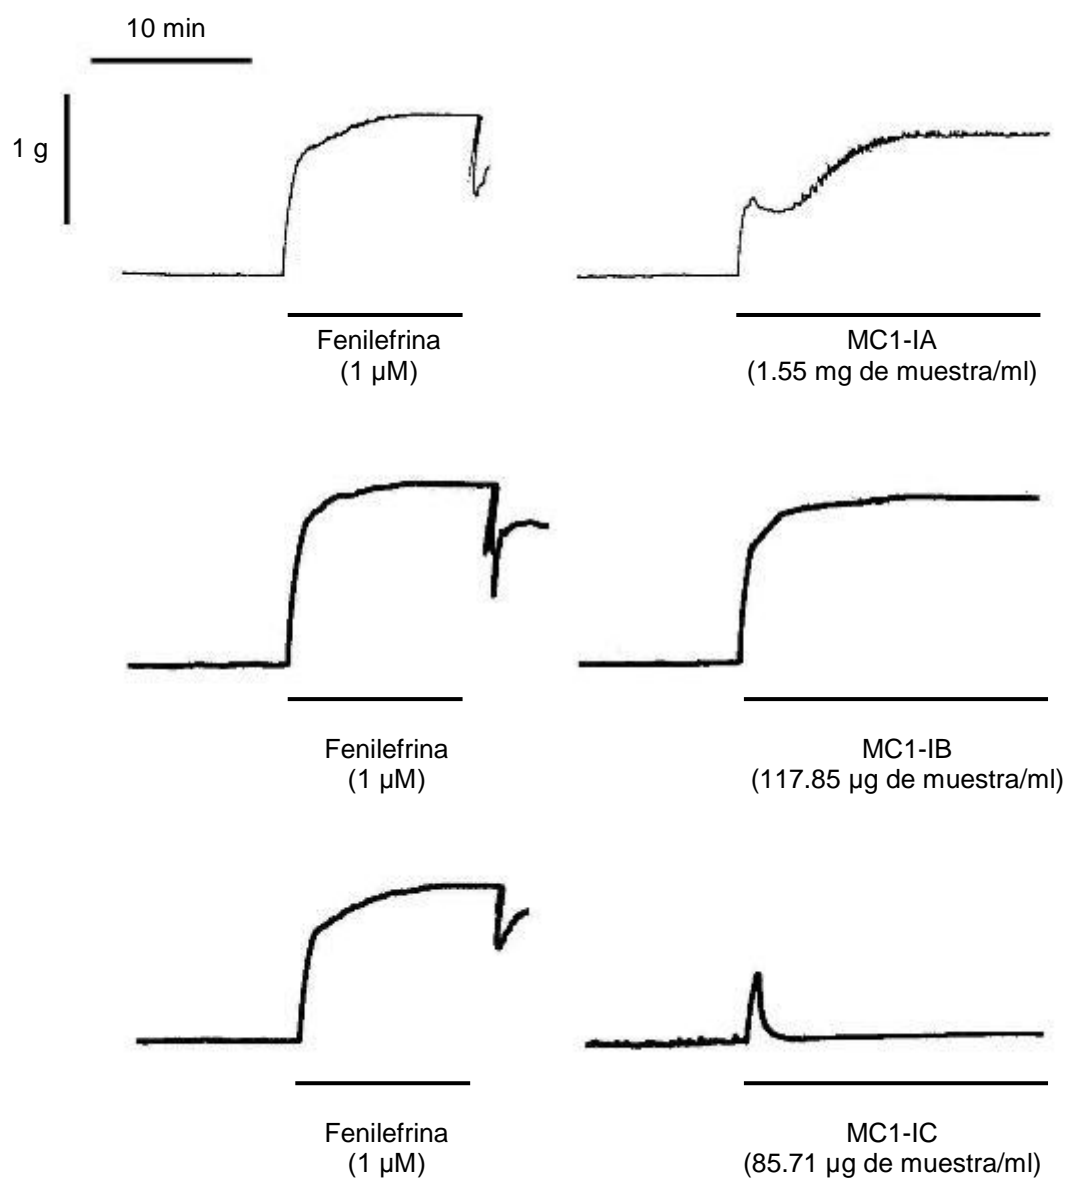 10 min
1 g
Fenilefrina
(1 µM)
MC1-IA
(1.55 mg de muestra/ml)
Fenilefrina
(1 µM)
MC1-IB
(117.85 µg de muestra/ml)
Fenilefrina
(1 µM)
MC1-IC
(85.71 µg de muestra/ml)